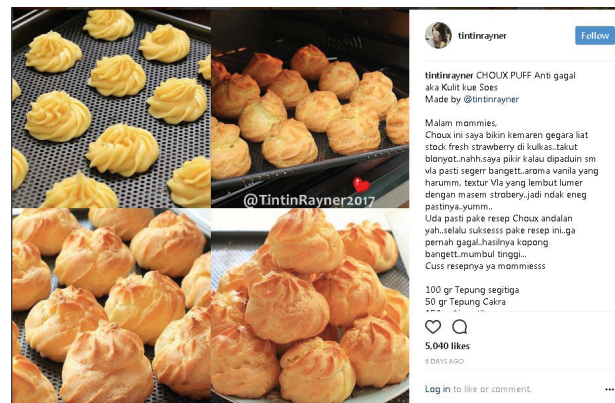 tintinrayner
Follow
tintinrayner CHOUX PUFF Anti gagal
aka Kulit kue Soes
Made by @tintinrayner
Malam mommies,
Choux ini saya bikin kemaren gegara liat
stock fresh strawberry di kulkas..takut
blonyot..nahh.saya pikir kalau dipaduin sm
vla pasti segerr bangett..aroma vanila yang
harumm, textur Vla yang lembut lumer
dengan masem strobery..jadi ndak eneg
pastinya..yumm..
Uda pasti pake resep Choux andalan
yah..selalu suksesss pake resep ini..ga
pernah gagal..hasilnya kopong
bangett..mumbul tinggi...
Cuss resepnya ya mommiesss
100 gr Tepung segitiga
50 gr Tepung Cakra
@TintinRayner2017
5,040 likes
6 DAYS AGO
Log in to like or comment.